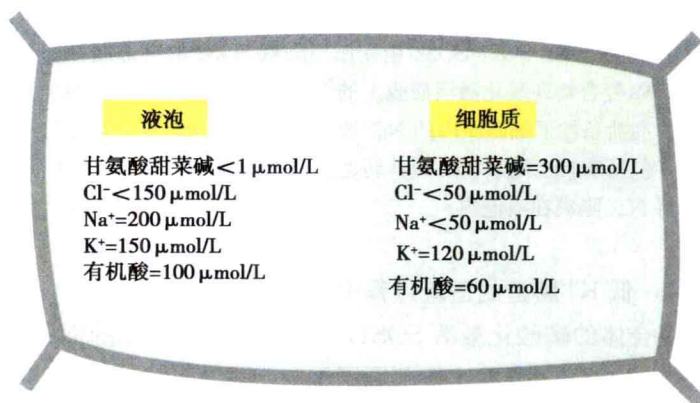 液泡
甘氨酸甜菜碱<1 μmol/L
Cl⁻<150 μmol/L
Na⁺=200 μmol/L
K⁺=150 μmol/L
有机酸=100 μmol/L
细胞质
甘氨酸甜菜碱=300 μmol/L
Cl⁻<50 μmol/L
Na⁺<50 μmol/L
K⁺=120 μmol/L
有机酸=60 μmol/L